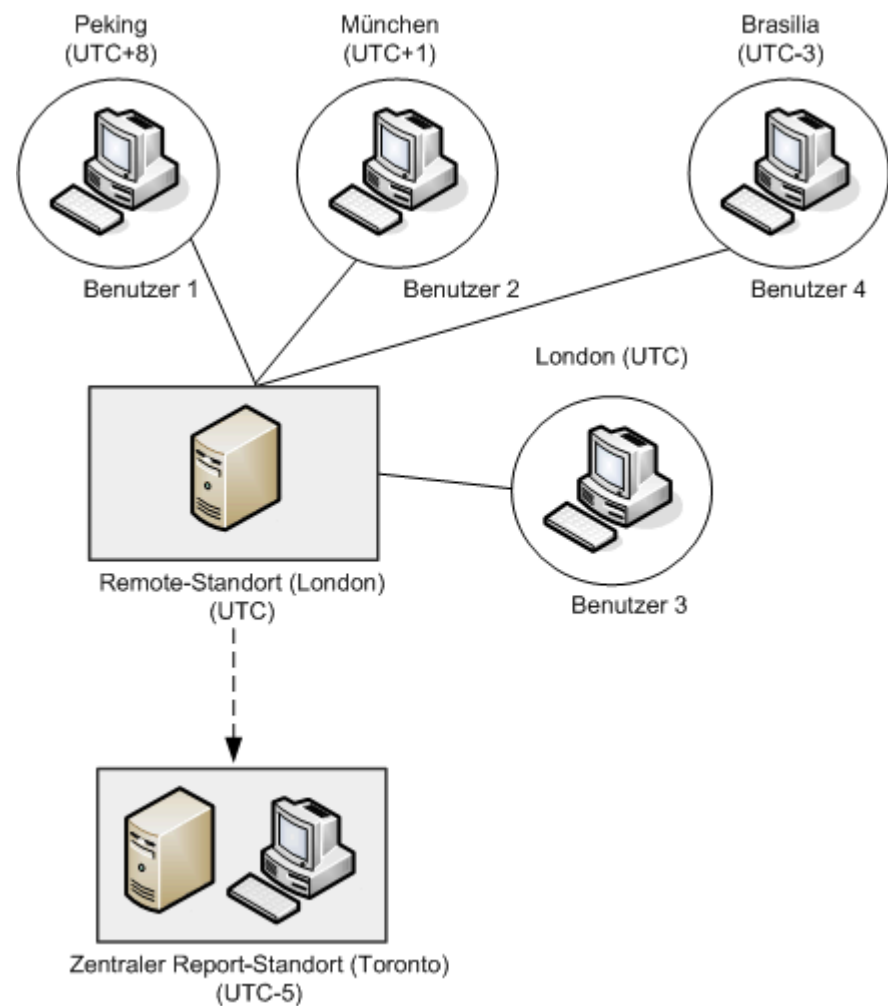 Peking
(UTC+8)
München
(UTC+1)
Brasilia
(UTC-3)
Benutzer 1
Benutzer 2
Benutzer 4
London (UTC)
Benutzer 3
Remote-Standort (London)
(UTC)
Zentraler Report-Standort (Toronto)
(UTC-5)